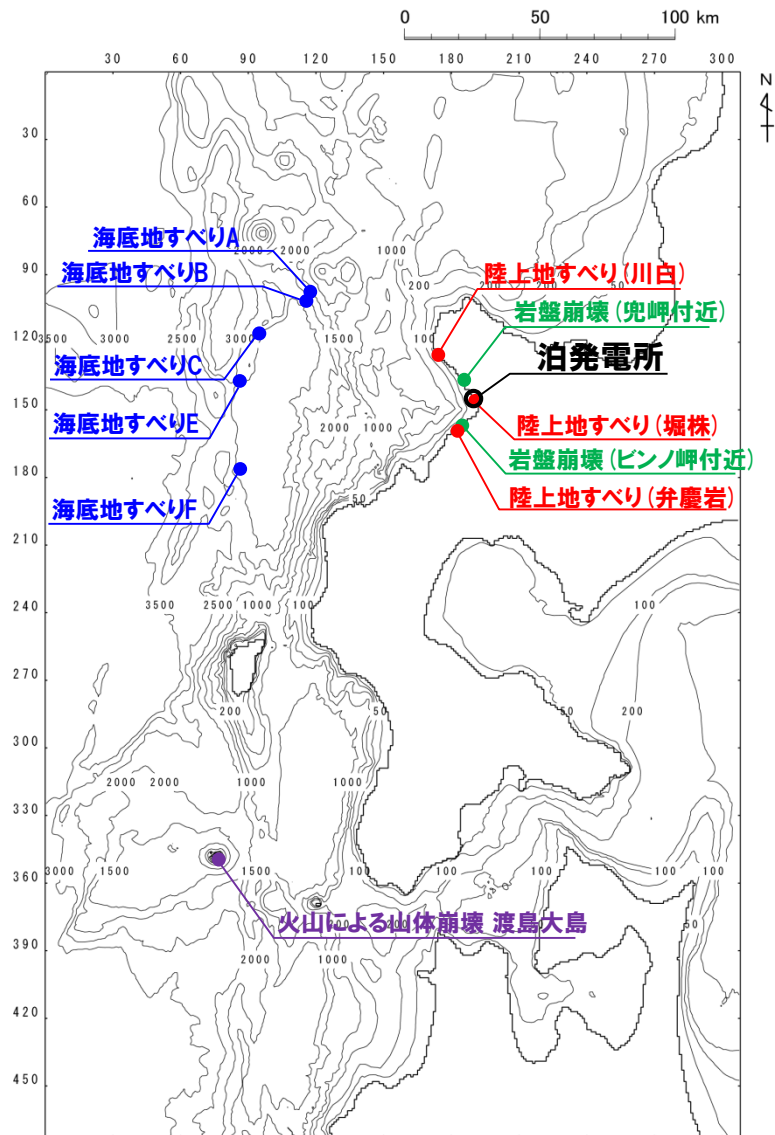 0 50 100 km
30 60 90 120 150 180 210 240 270 300
N
30
60
海底地すべりA
2000 2000 1000
海底地すべりB
陸上地すべり(川白)
90
200
岩盤崩壊(兜岬付近)
120
3500 3000 2500 3000 1500 100
泊発電所
海底地すべりC
150
海底地すべりE
2000 1000
陸上地すべり(堀株)
岩盤崩壊(ビンノ岬付近)
180
50
陸上地すべり(弁慶岩)
海底地すべりF
210
240
3500 2500 1000 100
100
270
200 50 50 200
300
2000 2000 1000 1000
330
360
3000 1500 1500 100 100 100 100
火山による山体崩壊 渡島大島
390
50
2000 1000
420
450